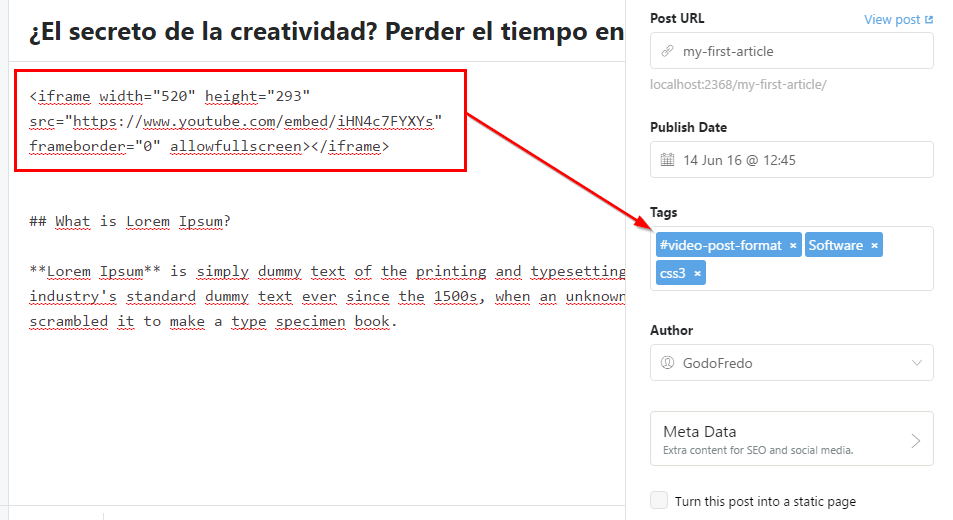 ¿El secreto de la creatividad? Perder el tiempo en
<iframe width="520" height="293"
src="https://www.youtube.com/embed/iHN4c7FYXYs"
frameborder="0" allowfullscreen></iframe>
## What is Lorem Ipsum?
**Lorem Ipsum** is simply dummy text of the printing and typesetting
industry's standard dummy text ever since the 1500s, when an unknown
scrambled it to make a type specimen book.
Post URL
View post
my-first-article
localhost:2368/my-first-article/
Publish Date
14 Jun 16 @ 12:45
Tags
#video-post-format × Software ×
css3 ×
Author
GodoFredo
Meta Data
Extra content for SEO and social media.
Turn this post into a static page